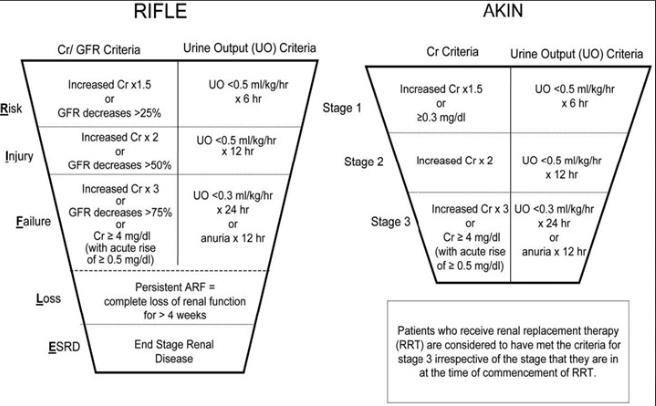 RIFLE
Cr/ GFR Criteria
Urine Output (UO) Criteria
Risk
Increased Cr x1.5
or
GFR decreases >25%
UO <0.5 ml/kg/hr
x 6 hr
Injury
Increased Cr x 2
or
GFR decreases >50%
UO <0.5 ml/kg/hr
x 12 hr
Failure
Increased Cr x 3
or
GFR decreases >75%
or
Cr ≥ 4 mg/dl
(with acute rise
of ≥ 0.5 mg/dl)
UO <0.3 ml/kg/hr
x 24 hr
or
anuria x 12 hr
Loss
Persistent ARF =
complete loss of renal function
for > 4 weeks
ESRD
End Stage Renal
Disease
AKIN
Cr Criteria
Urine Output (UO) Criteria
Stage 1
Increased Cr x1.5
or
≥0.3 mg/dl
UO <0.5 ml/kg/hr
x 6 hr
Stage 2
Increased Cr x 2
UO <0.5 ml/kg/hr
x 12 hr
Stage 3
Increased Cr x 3
or
Cr ≥ 4 mg/dl
(with acute rise
of ≥ 0.5 mg/dl)
UO <0.3 ml/kg/hr
x 24 hr
or
anuria x 12 hr
Patients who receive renal replacement therapy
(RRT) are considered to have met the criteria for
stage 3 irrespective of the stage that they are in
at the time of commencement of RRT.